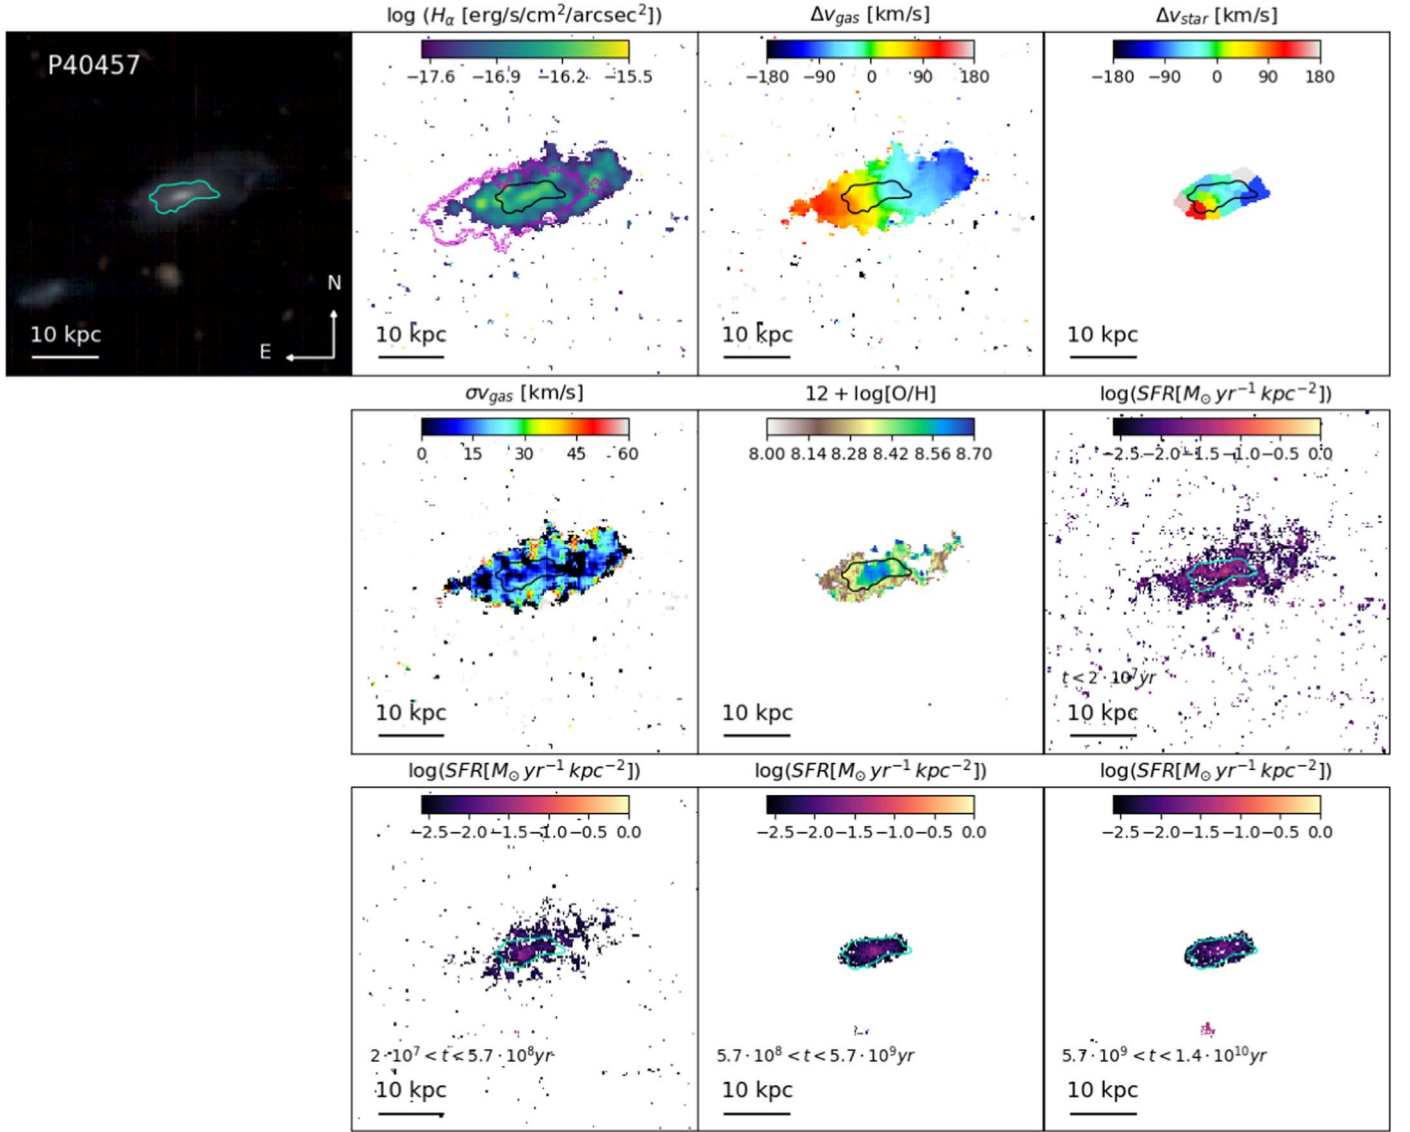 log (Hα [erg/s/cm²/arcsec²])
Δv_gas [km/s]
Δv_star [km/s]
P40457
−17.6 −16.9 −16.2 −15.5
−180 −90 0 90 180
−180 −90 0 90 180
N
E
10 kpc
10 kpc
10 kpc
10 kpc
σv_gas [km/s]
12 + log[O/H]
log(SFR[M⊙ yr⁻¹ kpc⁻²])
0 15 30 45 60
8.00 8.14 8.28 8.42 8.56 8.70
−2.5 −2.0 −1.5 −1.0 −0.5 0.0
t < 2 · 10⁷yr
10 kpc
10 kpc
10 kpc
log(SFR[M⊙ yr⁻¹ kpc⁻²])
log(SFR[M⊙ yr⁻¹ kpc⁻²])
log(SFR[M⊙ yr⁻¹ kpc⁻²])
−2.5 −2.0 −1.5 −1.0 −0.5 0.0
−2.5 −2.0 −1.5 −1.0 −0.5 0.0
−2.5 −2.0 −1.5 −1.0 −0.5 0.0
2 · 10⁷ < t < 5.7 · 10⁸yr
5.7 · 10⁸ < t < 5.7 · 10⁹yr
5.7 · 10⁹ < t < 1.4 · 10¹⁰yr
10 kpc
10 kpc
10 kpc